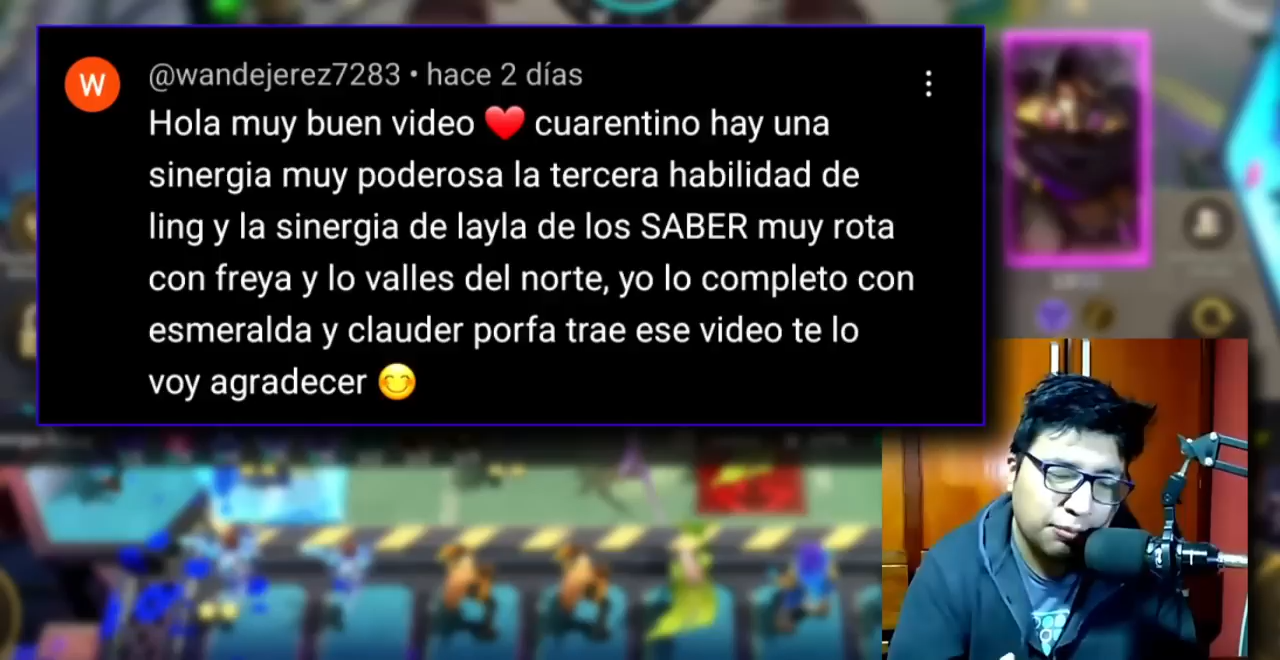 W
@wandejerez7283 • hace 2 días
Hola muy buen video ❤️ cuarentino hay una
sinergia muy poderosa la tercera habilidad de
ling y la sinergia de layla de los SABER muy rota
con freya y lo valles del norte, yo lo completo con
esmeralda y clauder porfa trae ese video te lo
voy agradecer 😊